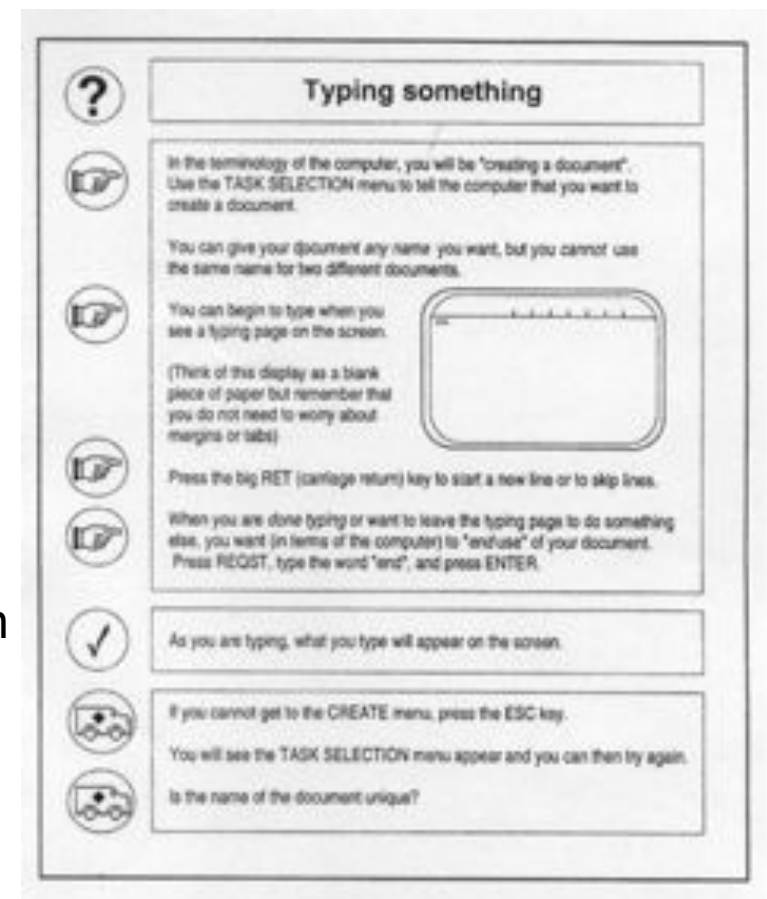 ?
Typing something
In the terminology of the computer, you will be "creating a document".
Use the TASK SELECTION menu to tell the computer that you want to
create a document.
You can give your document any name you want, but you cannot use
the same name for two different documents.
You can begin to type when you
see a typing page on the screen.
(Think of this display as a blank
piece of paper but remember that
you do not need to worry about
margins or tabs)
Press the big RET (carriage return) key to start a new line or to skip lines.
When you are done typing or want to leave the typing page to do something
else, you want (in terms of the computer) to "end use" of your document.
Press REQST, type the word "end", and press ENTER.
n
As you are typing, what you type will appear on the screen.
If you cannot get to the CREATE menu, press the ESC key.
You will see the TASK SELECTION menu appear and you can then try again.
Is the name of the document unique?